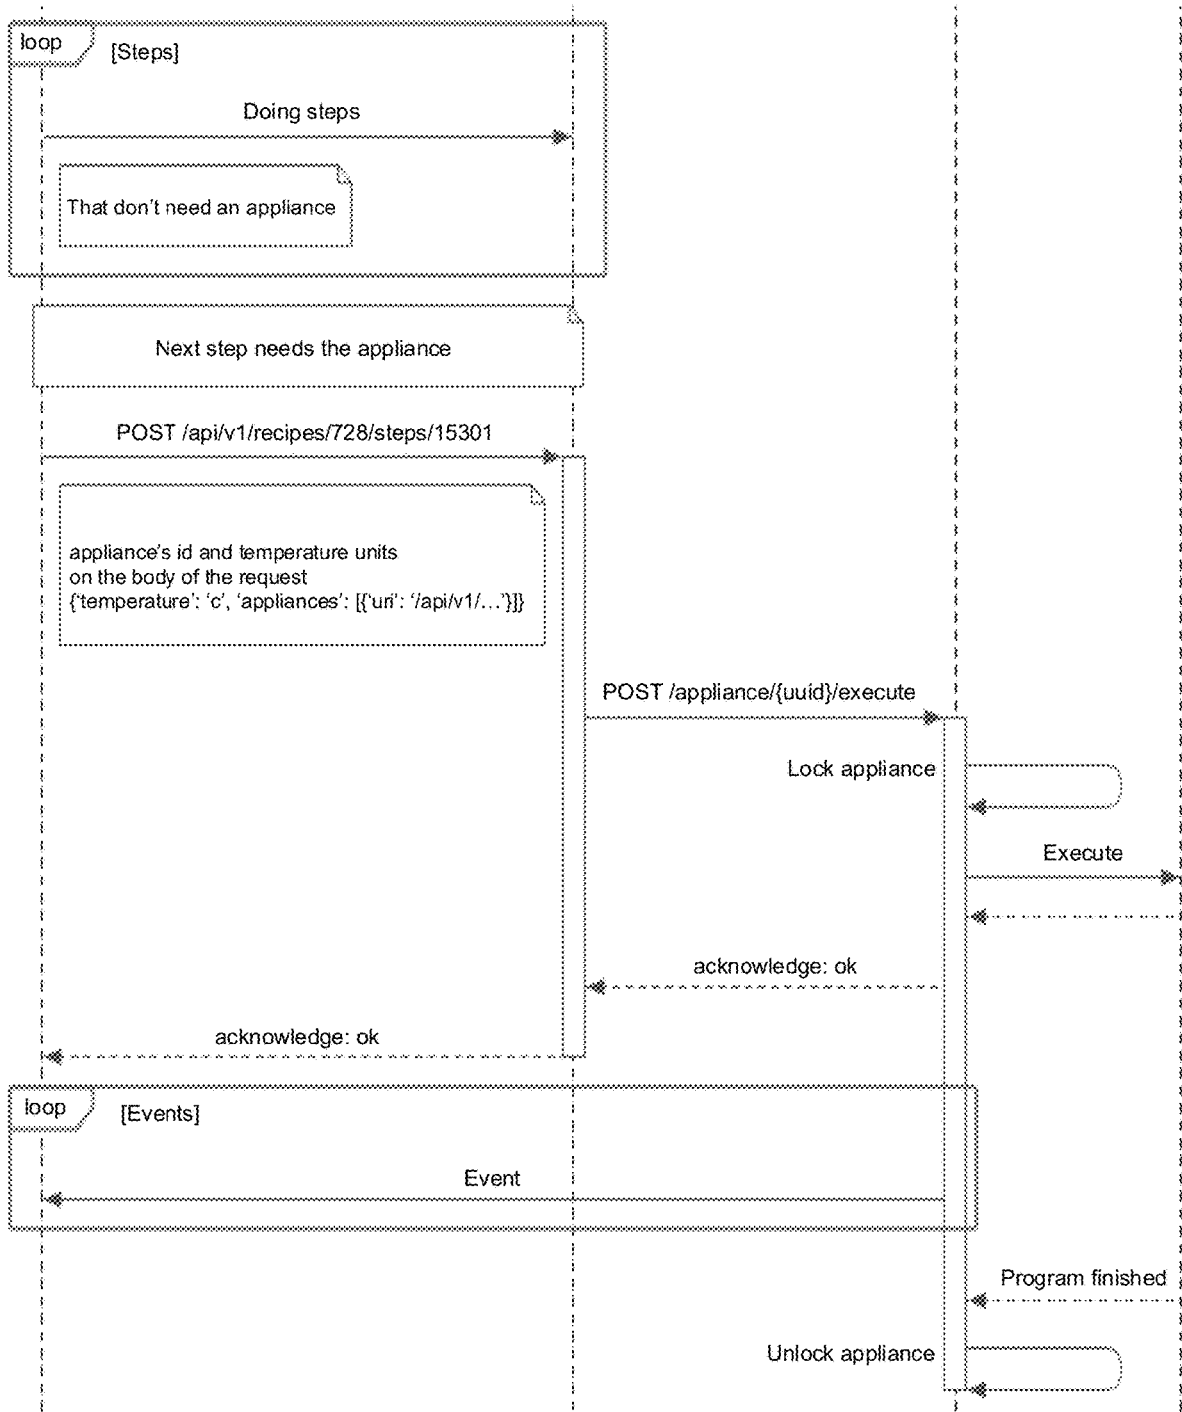 loop
[Steps]
Doing steps
That don't need an appliance
Next step needs the appliance
POST /api/v1/recipes/728/steps/15301
appliance's id and temperature units
on the body of the request
{‘temperature’: ‘c’, ‘appliances’: [{‘uri’: ‘/api/v1/…’}]}
POST /appliance/{uuid}/execute
Lock appliance
Execute
acknowledge: ok
acknowledge: ok
loop
[Events]
Event
Program finished
Unlock appliance